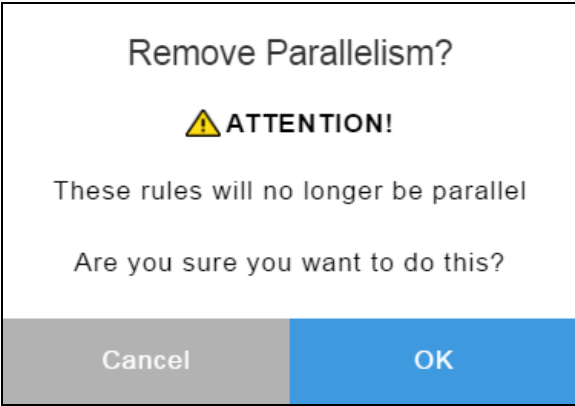 Remove Parallelism?
ATTENTION!
These rules will no longer be parallel
Are you sure you want to do this?
Cancel
OK